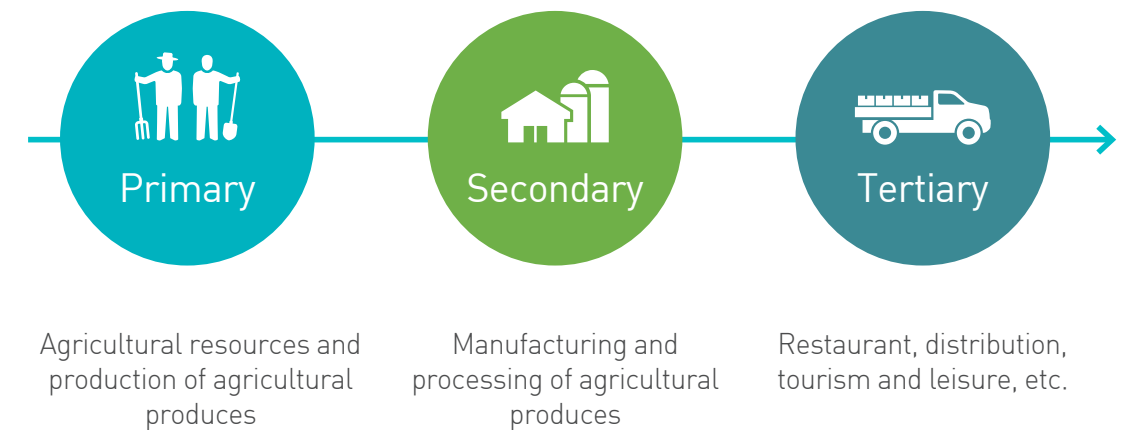 Primary
Secondary
Tertiary
Agricultural resources and
production of agricultural
produces
Manufacturing and
processing of agricultural
produces
Restaurant, distribution,
tourism and leisure, etc.